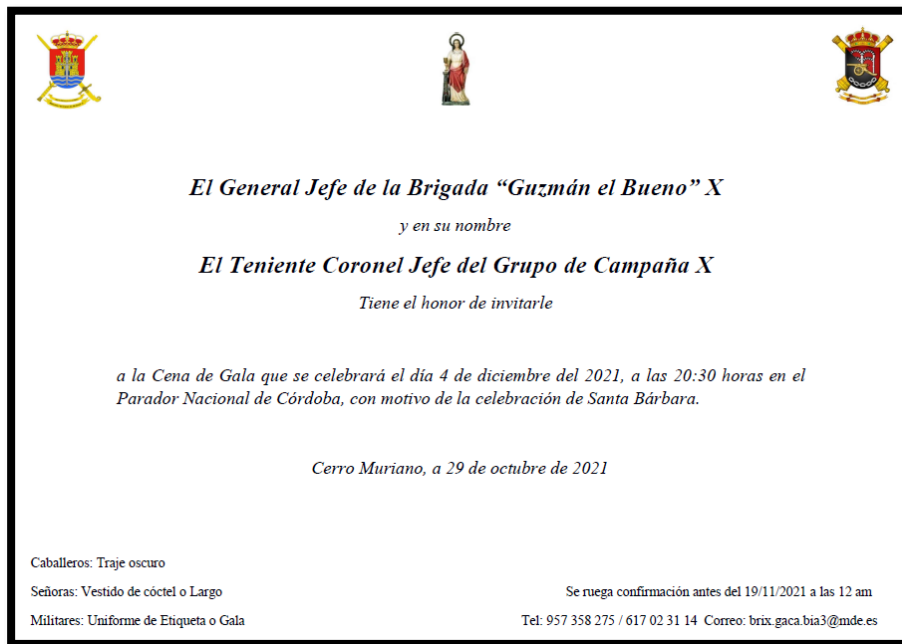 El General Jefe de la Brigada “Guzmán el Bueno” X
y en su nombre
El Teniente Coronel Jefe del Grupo de Campaña X
Tiene el honor de invitarle
a la Cena de Gala que se celebrará el día 4 de diciembre del 2021, a las 20:30 horas en el
Parador Nacional de Córdoba, con motivo de la celebración de Santa Bárbara.
Cerro Muriano, a 29 de octubre de 2021
Caballeros: Traje oscuro
Señoras: Vestido de cóctel o Largo
Militares: Uniforme de Etiqueta o Gala
Se ruega confirmación antes del 19/11/2021 a las 12 am
Tel: 957 358 275 / 617 02 31 14 Correo: brix.gaca.bia3@mde.es